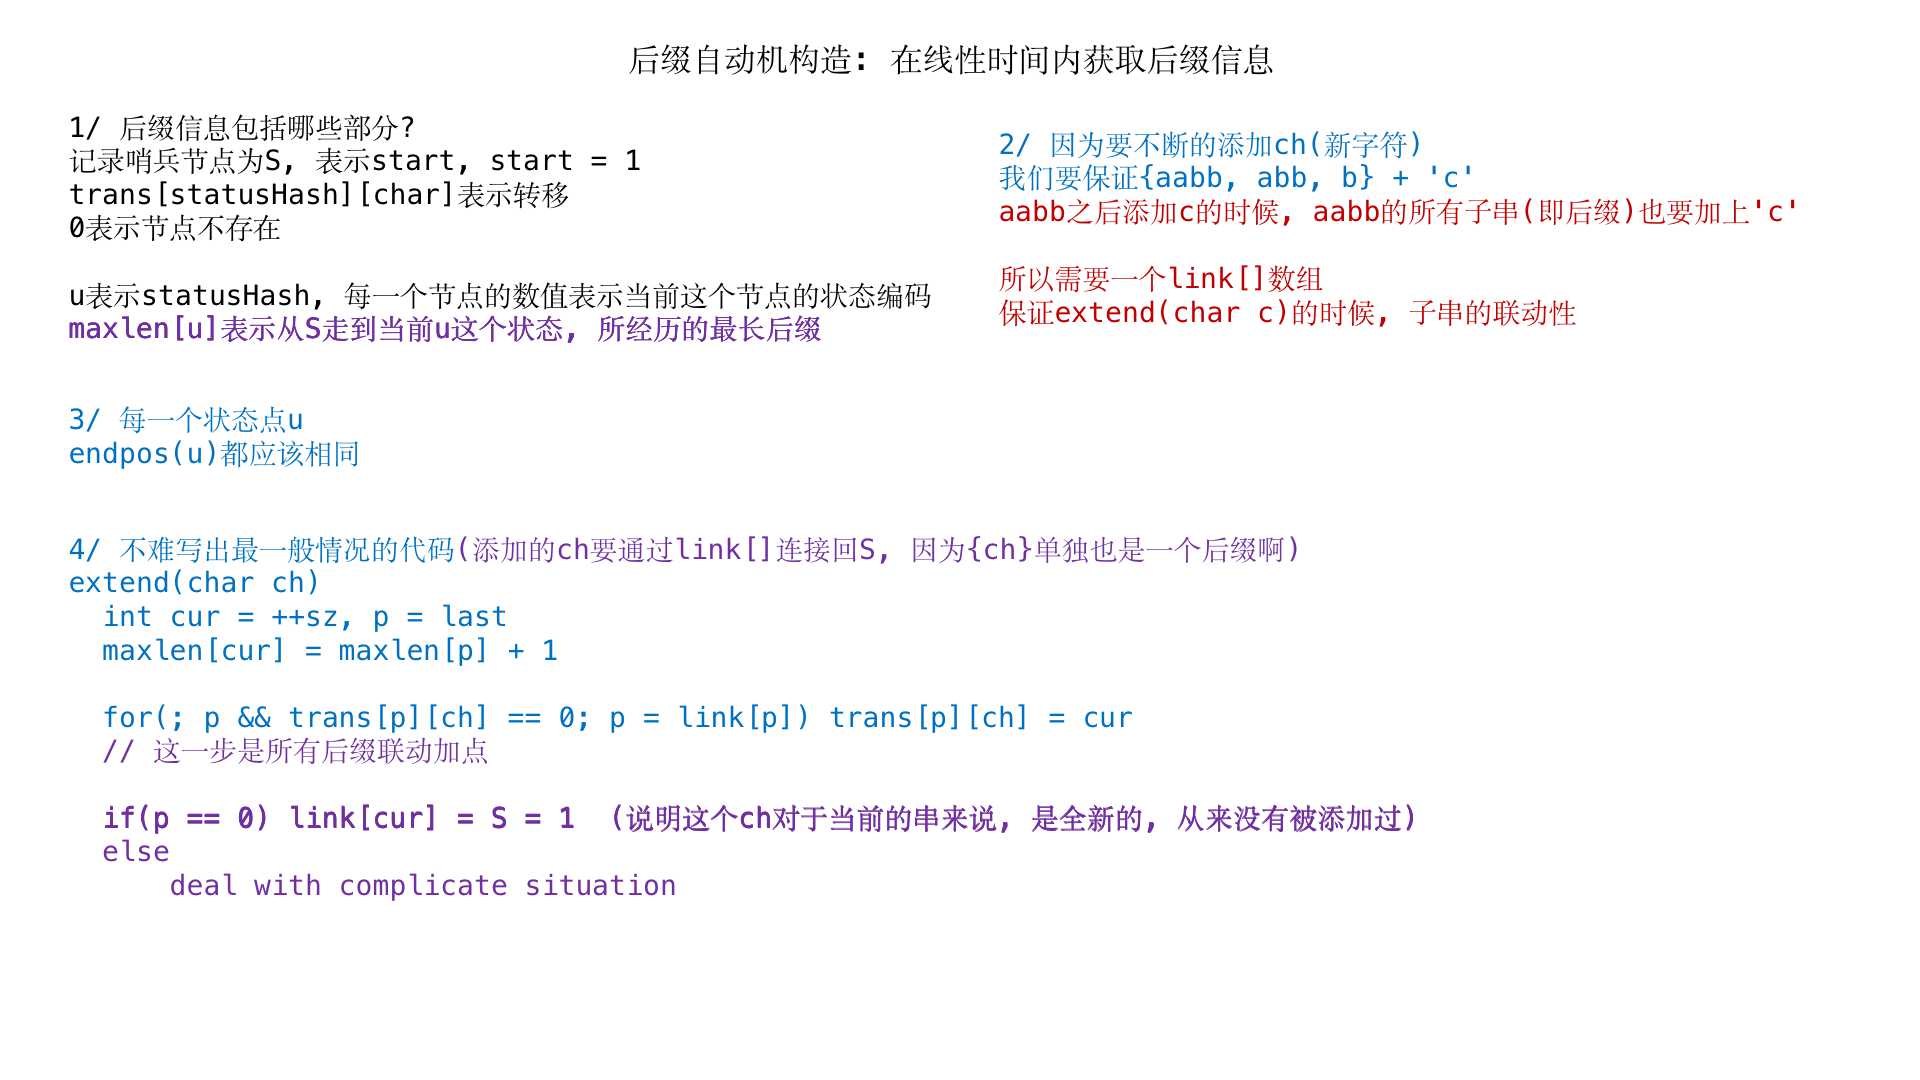 后缀自动机构造: 在线性时间内获取后缀信息
1/ 后缀信息包括哪些部分?
记录哨兵节点为S, 表示start, start = 1
trans[statusHash][char]表示转移
0表示节点不存在
u表示statusHash, 每一个节点的数值表示当前这个节点的状态编码
maxlen[u]表示从S走到当前u这个状态, 所经历的最长后缀
2/ 因为要不断的添加ch(新字符)
我们要保证{aabb, abb, b} + 'c'
aabb之后添加c的时候, aabb的所有子串(即后缀)也要加上'c'
所以需要一个link[]数组
保证extend(char c)的时候, 子串的联动性
3/ 每一个状态点u
endpos(u)都应该相同
4/ 不难写出最一般情况的代码(添加的ch要通过link[]连接回S, 因为{ch}单独也是一个后缀啊)
extend(char ch)
int cur = ++sz, p = last
maxlen[cur] = maxlen[p] + 1
for(; p && trans[p][ch] == 0; p = link[p]) trans[p][ch] = cur
// 这一步是所有后缀联动加点
if(p == 0) link[cur] = S = 1  (说明这个ch对于当前的串来说, 是全新的, 从来没有被添加过)
else
deal with complicate situation